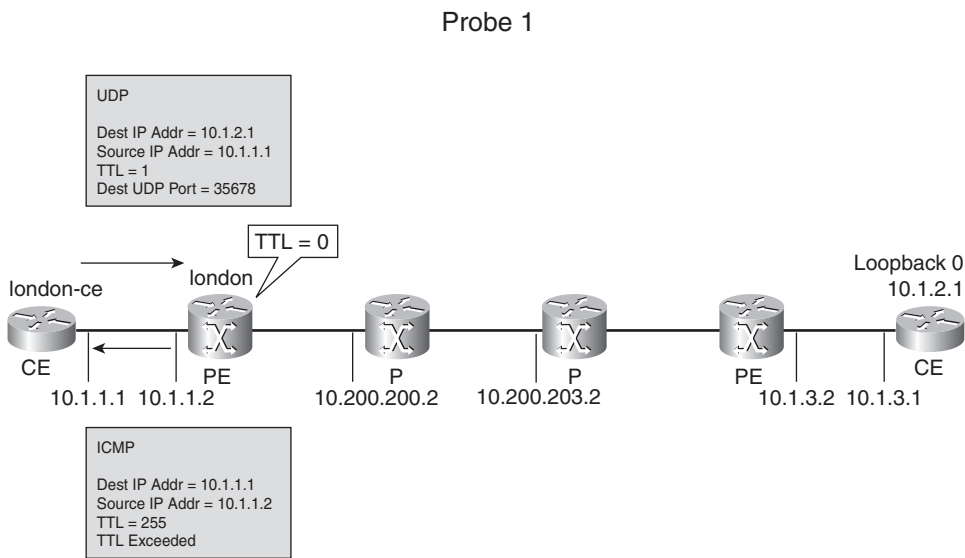 Probe 1
UDP
Dest IP Addr = 10.1.2.1
Source IP Addr = 10.1.1.1
TTL = 1
Dest UDP Port = 35678
TTL = 0
london-ce
london
Loopback 0
10.1.2.1
CE
PE
P
P
PE
CE
10.1.1.1
10.1.1.2
10.200.200.2
10.200.203.2
10.1.3.2
10.1.3.1
ICMP
Dest IP Addr = 10.1.1.1
Source IP Addr = 10.1.1.2
TTL = 255
TTL Exceeded